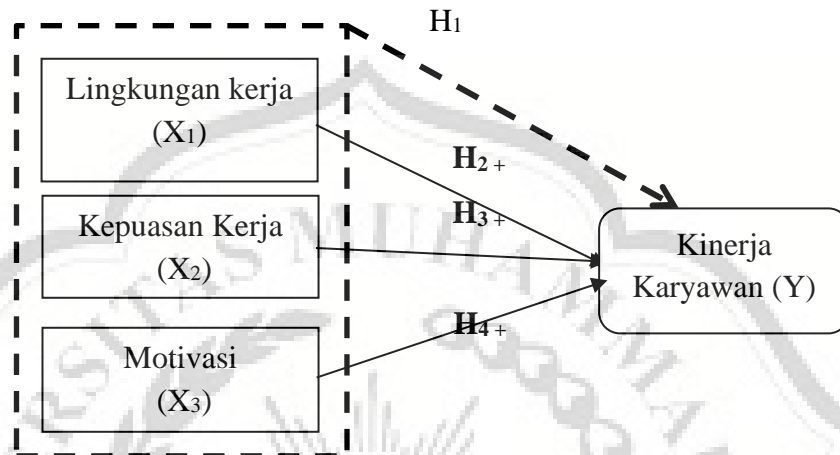 H₁
Lingkungan kerja
(X₁)
H₂ ₊
H₃ ₊
Kepuasan Kerja
(X₂)
Kinerja
Karyawan (Y)
H₄ ₊
Motivasi
(X₃)